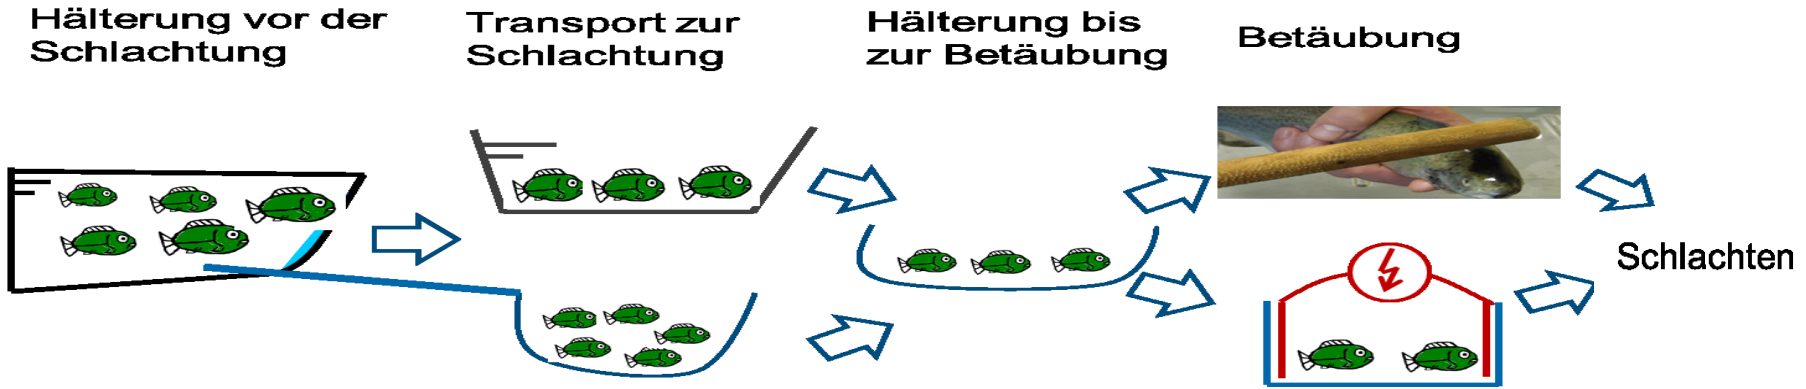 Hälterung vor der
Schlachtung
Transport zur
Schlachtung
Hälterung bis
zur Betäubung
Betäubung
Schlachten